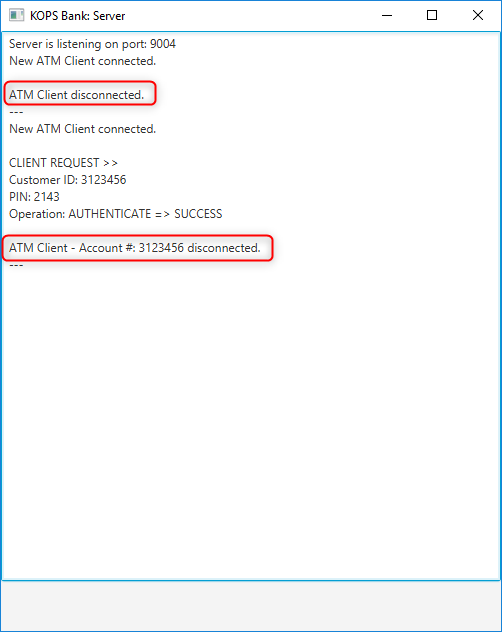 KOPS Bank: Server
Server is listening on port: 9004
New ATM Client connected.
ATM Client disconnected.
---
New ATM Client connected.
CLIENT REQUEST >>
Customer ID: 3123456
PIN: 2143
Operation: AUTHENTICATE => SUCCESS
ATM Client - Account #: 3123456 disconnected.
---